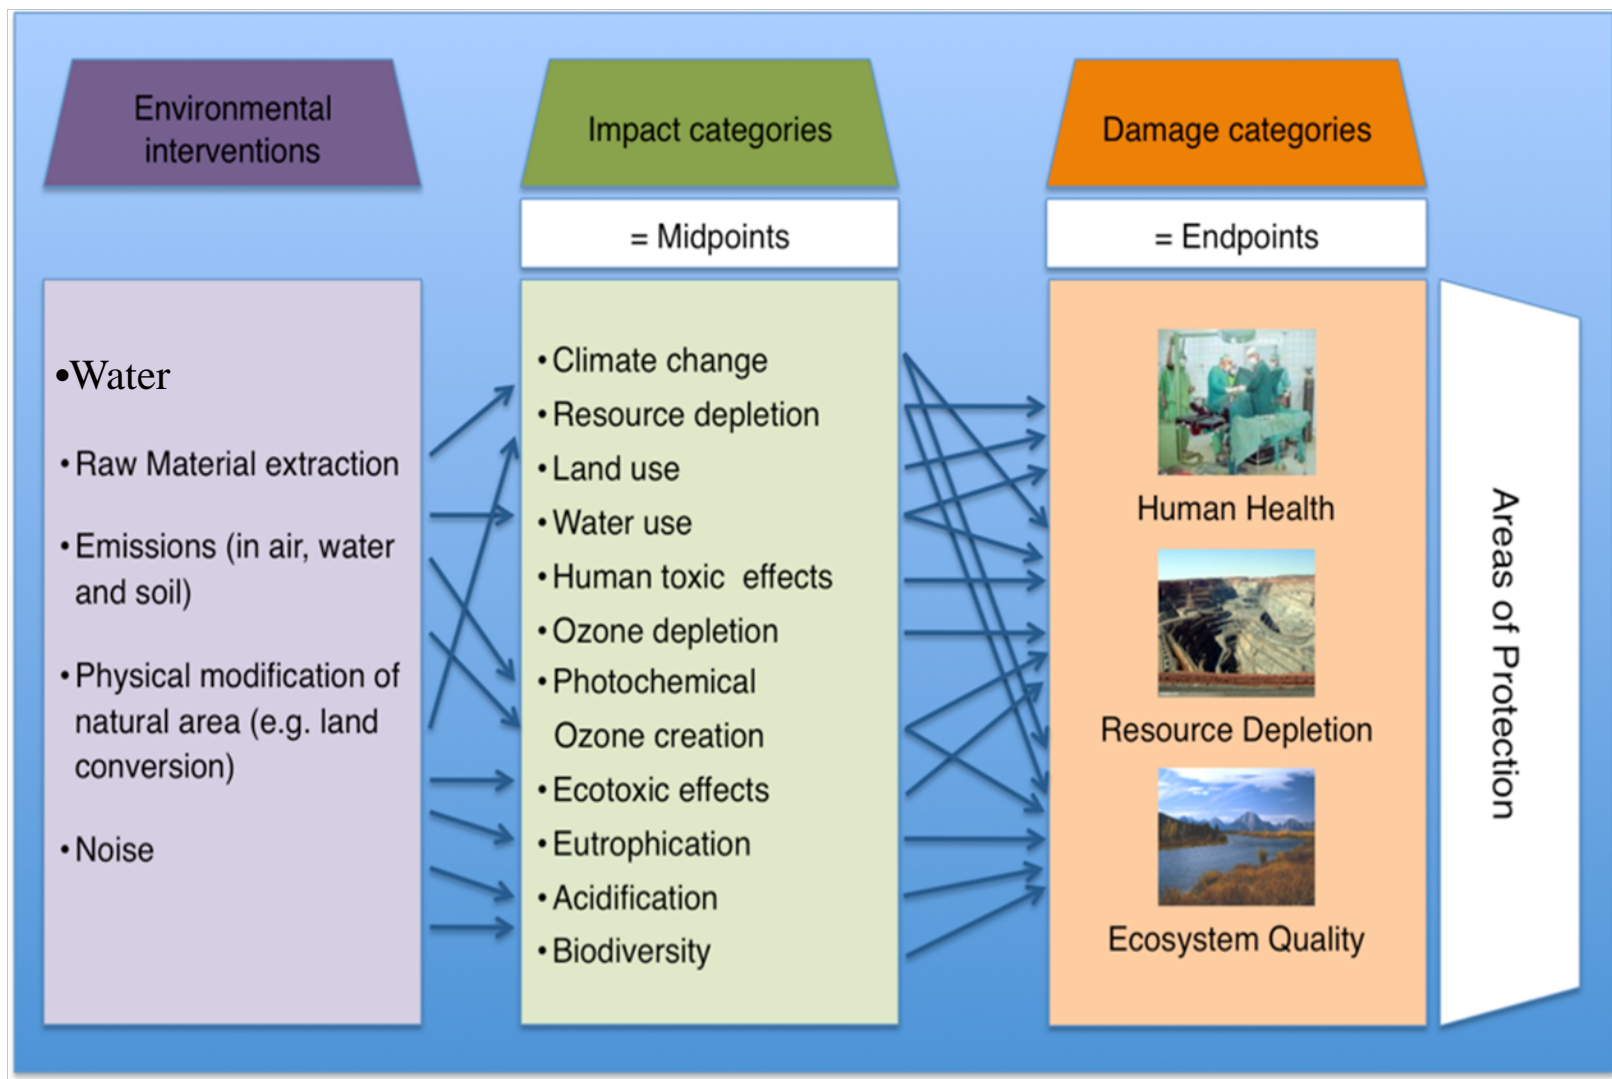 Environmental
interventions
•Water
•Raw Material extraction
•Emissions (in air, water
and soil)
•Physical modification of
natural area (e.g. land
conversion)
•Noise
Impact categories
= Midpoints
•Climate change
•Resource depletion
•Land use
•Water use
•Human toxic effects
•Ozone depletion
•Photochemical
Ozone creation
•Ecotoxic effects
•Eutrophication
•Acidification
•Biodiversity
Damage categories
= Endpoints
Human Health
Resource Depletion
Ecosystem Quality
Areas of Protection